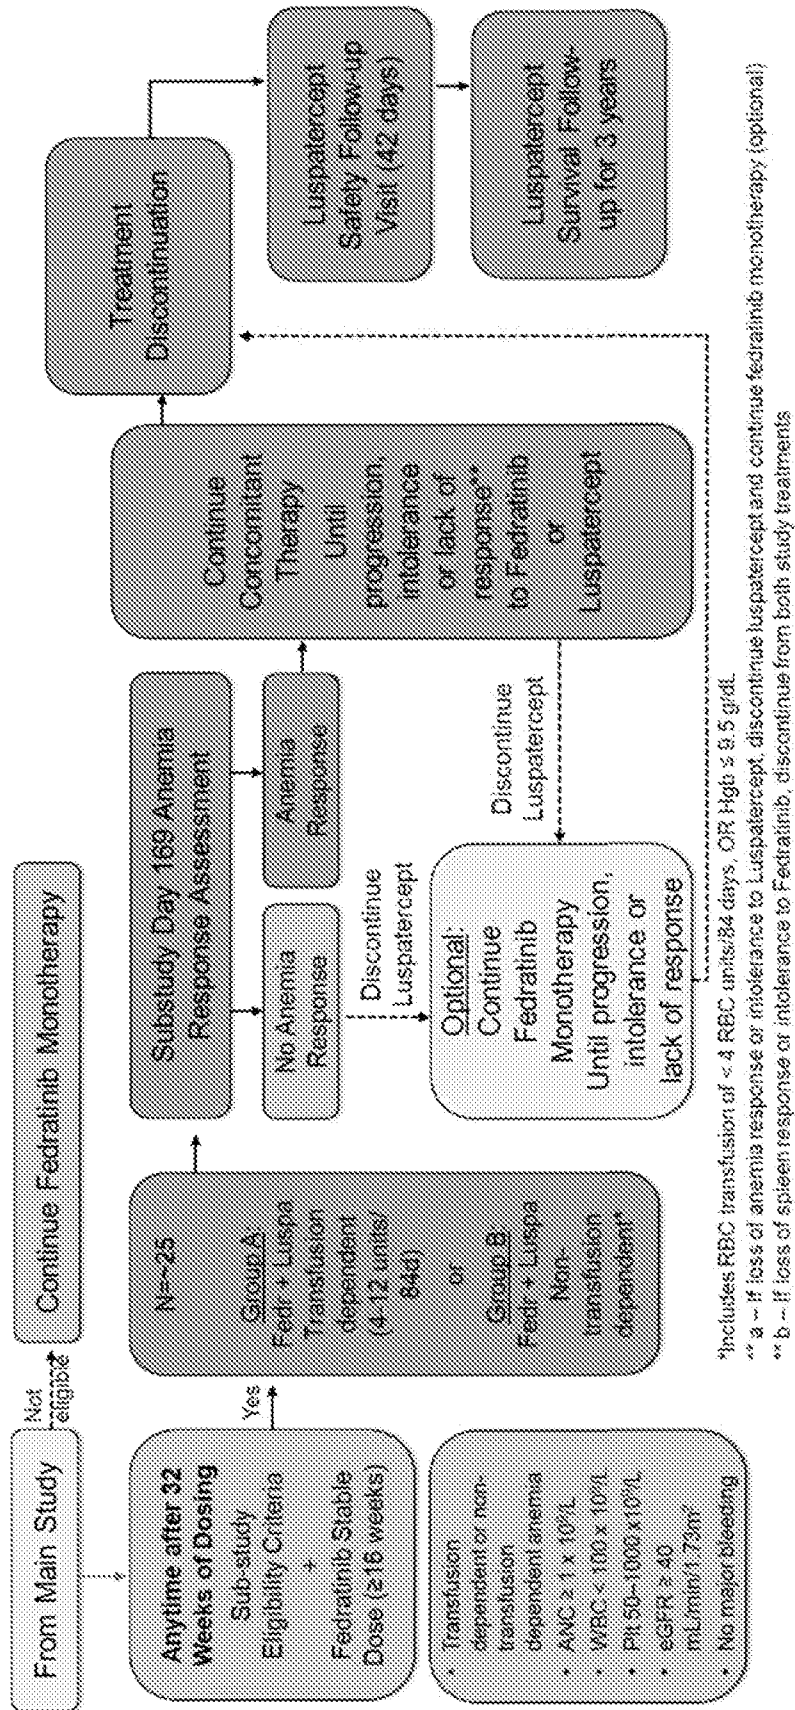 From Main Study
Not
eligible
Continue Fedratinib Monotherapy
Anytime after 32
Weeks of Dosing
Sub-study
Eligibility Criteria
+
Fedratinib Stable
Dose (≥16 weeks)
Yes
• Transfusion
dependent or non-
transfusion
dependent anemia
• ANC ≥ 1 x 10⁹/L
• WBC < 100 x 10⁹/L
• Plt 50–1000 x10⁹/L
• eGFR ≥ 40
mL/min/1.73m²
• No major bleeding
N=~25
Group A:
Fedr + Luspa
Transfusion
dependent
(4-12 units/
84d)
or
Group B:
Fedr + Luspa
Non-
transfusion
dependent*
Substudy Day 169 Anemia
Response Assessment
No Anemia
Response
Anemia
Response
Discontinue
Luspatercept
Optional:
Continue
Fedratinib
Monotherapy
Until progression,
intolerance or
lack of response
Discontinue
Luspatercept
Continue
Concomitant
Therapy
Until
progression,
intolerance
or lack of
response**
to Fedratinib
or
Luspatercept
Treatment
Discontinuation
Luspatercept
Safety Follow-up
Visit (42 days)
Luspatercept
Survival Follow-
up for 3 years
*Includes RBC transfusion of < 4 RBC units/84 days, OR Hgb ≤ 9.5 g/dL
** a – If loss of anemia response or intolerance to Luspatercept, discontinue luspatercept and continue fedratinib monotherapy (optional)
** b – If loss of spleen response or intolerance to Fedratinib, discontinue from both study treatments